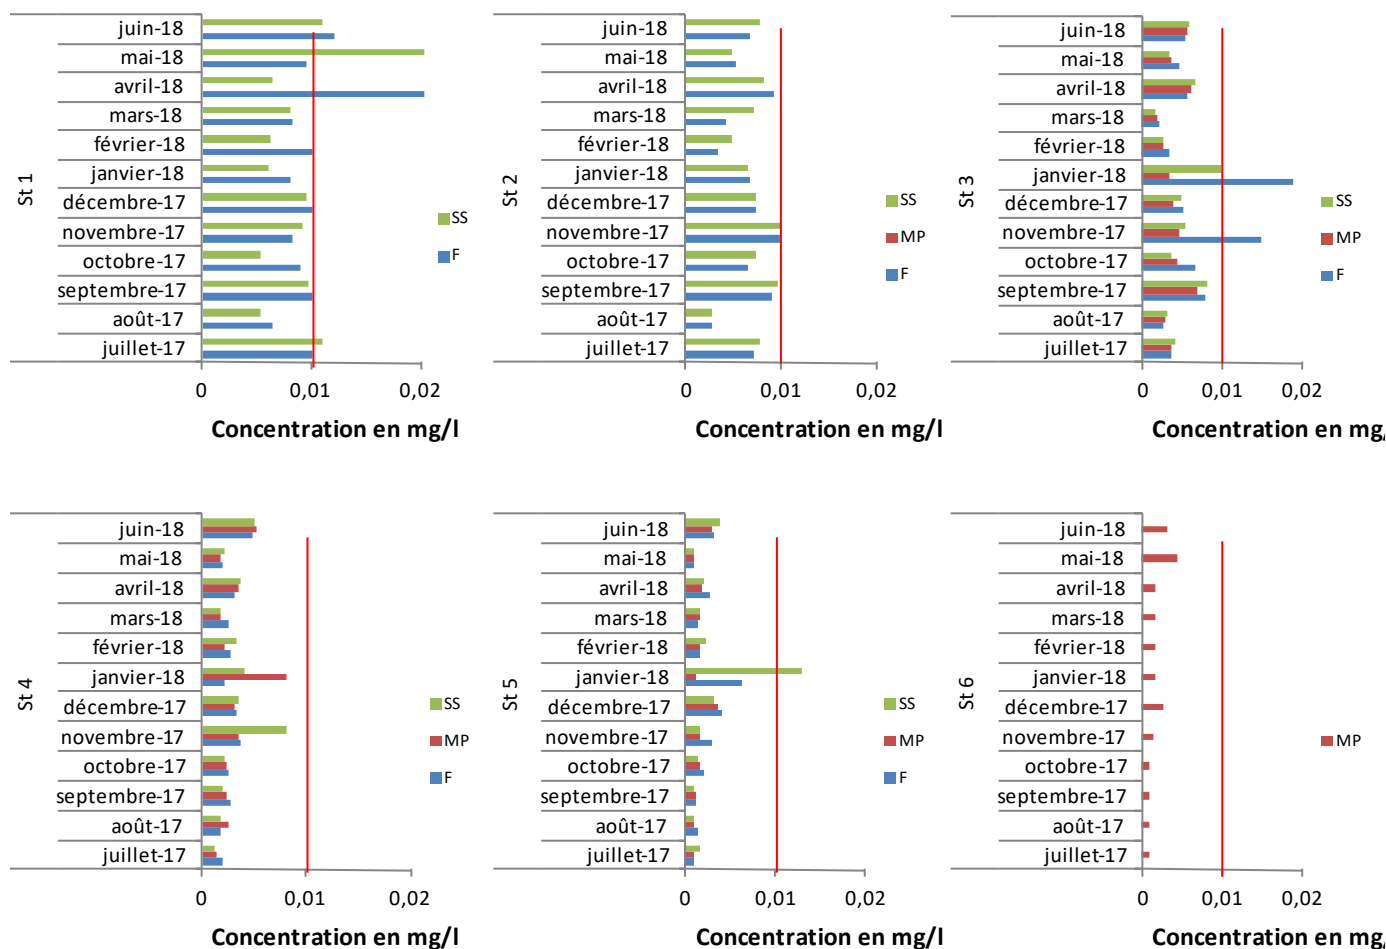 St 1
juin-18
mai-18
avril-18
mars-18
février-18
janvier-18
décembre-17
novembre-17
octobre-17
septembre-17
août-17
juillet-17
SS
F
0 0,01 0,02
Concentration en mg/l
St 2
juin-18
mai-18
avril-18
mars-18
février-18
janvier-18
décembre-17
novembre-17
octobre-17
septembre-17
août-17
juillet-17
SS
MP
F
0 0,01 0,02
Concentration en mg/l
St 3
juin-18
mai-18
avril-18
mars-18
février-18
janvier-18
décembre-17
novembre-17
octobre-17
septembre-17
août-17
juillet-17
SS
MP
F
0 0,01 0,02
Concentration en mg/
St 4
juin-18
mai-18
avril-18
mars-18
février-18
janvier-18
décembre-17
novembre-17
octobre-17
septembre-17
août-17
juillet-17
SS
MP
F
0 0,01 0,02
Concentration en mg/l
St 5
juin-18
mai-18
avril-18
mars-18
février-18
janvier-18
décembre-17
novembre-17
octobre-17
septembre-17
août-17
juillet-17
SS
MP
F
0 0,01 0,02
Concentration en mg/l
St 6
juin-18
mai-18
avril-18
mars-18
février-18
janvier-18
décembre-17
novembre-17
octobre-17
septembre-17
août-17
juillet-17
MP
0 0,01 0,02
Concentration en mg/